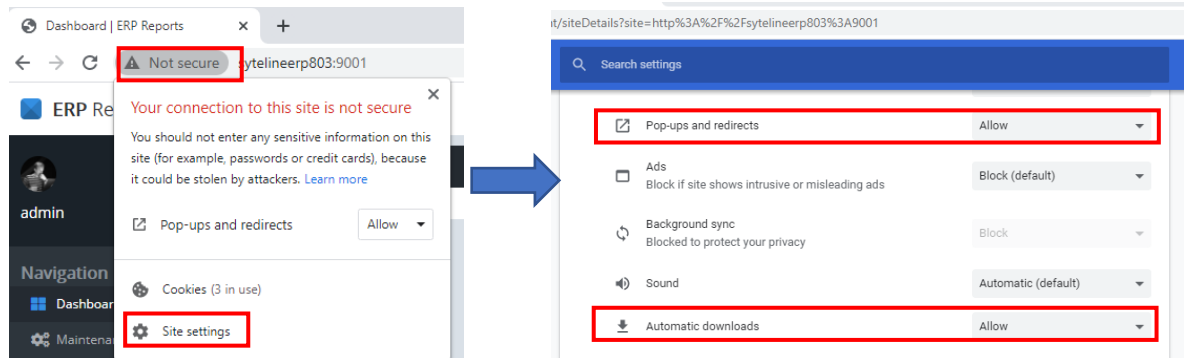 Dashboard | ERP Reports
Not secure
sytelineerp803:9001
ERP Re
Your connection to this site is not secure
You should not enter any sensitive information on this
site (for example, passwords or credit cards), because
it could be stolen by attackers. Learn more
admin
Pop-ups and redirects
Allow
Navigation
Cookies (3 in use)
Dashboar
Site settings
Maintena
nt/siteDetails?site=http%3A%2F%2Fsytelineerp803%3A9001
Search settings
Pop-ups and redirects
Allow
Ads
Block if site shows intrusive or misleading ads
Block (default)
Background sync
Blocked to protect your privacy
Block
Sound
Automatic (default)
Automatic downloads
Allow